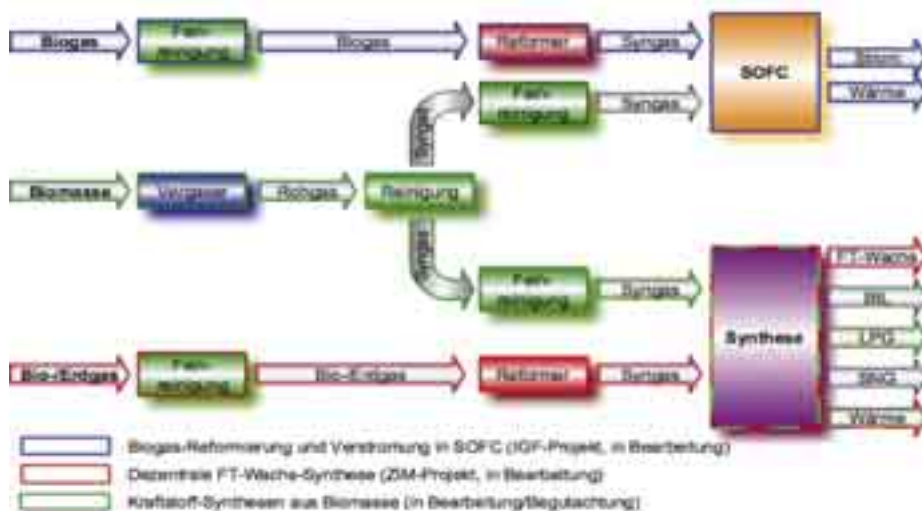 Biogas
Fein-
reinigung
Biogas
Reformer
Syngas
SOFC
Strom
Wärme
Fein-
reinigung
Syngas
Syngas
Biomasse
Vergaser
Rohgas
Reinigung
Syngas
Fein-
reinigung
Syngas
Synthese
FT-Wachs
BtL
LPG
SNG
Wärme
Bio-/Erdgas
Fein-
reinigung
Bio-/Erdgas
Reformer
Syngas
Biogas-Reformierung und Verstromung in SOFC (IGF-Projekt, in Bearbeitung)
Dezentrale FT-Wachs-Synthese (ZIM-Projekt, in Bearbeitung)
Kraftstoff-Synthesen aus Biomasse (in Bearbeitung/Begutachtung)